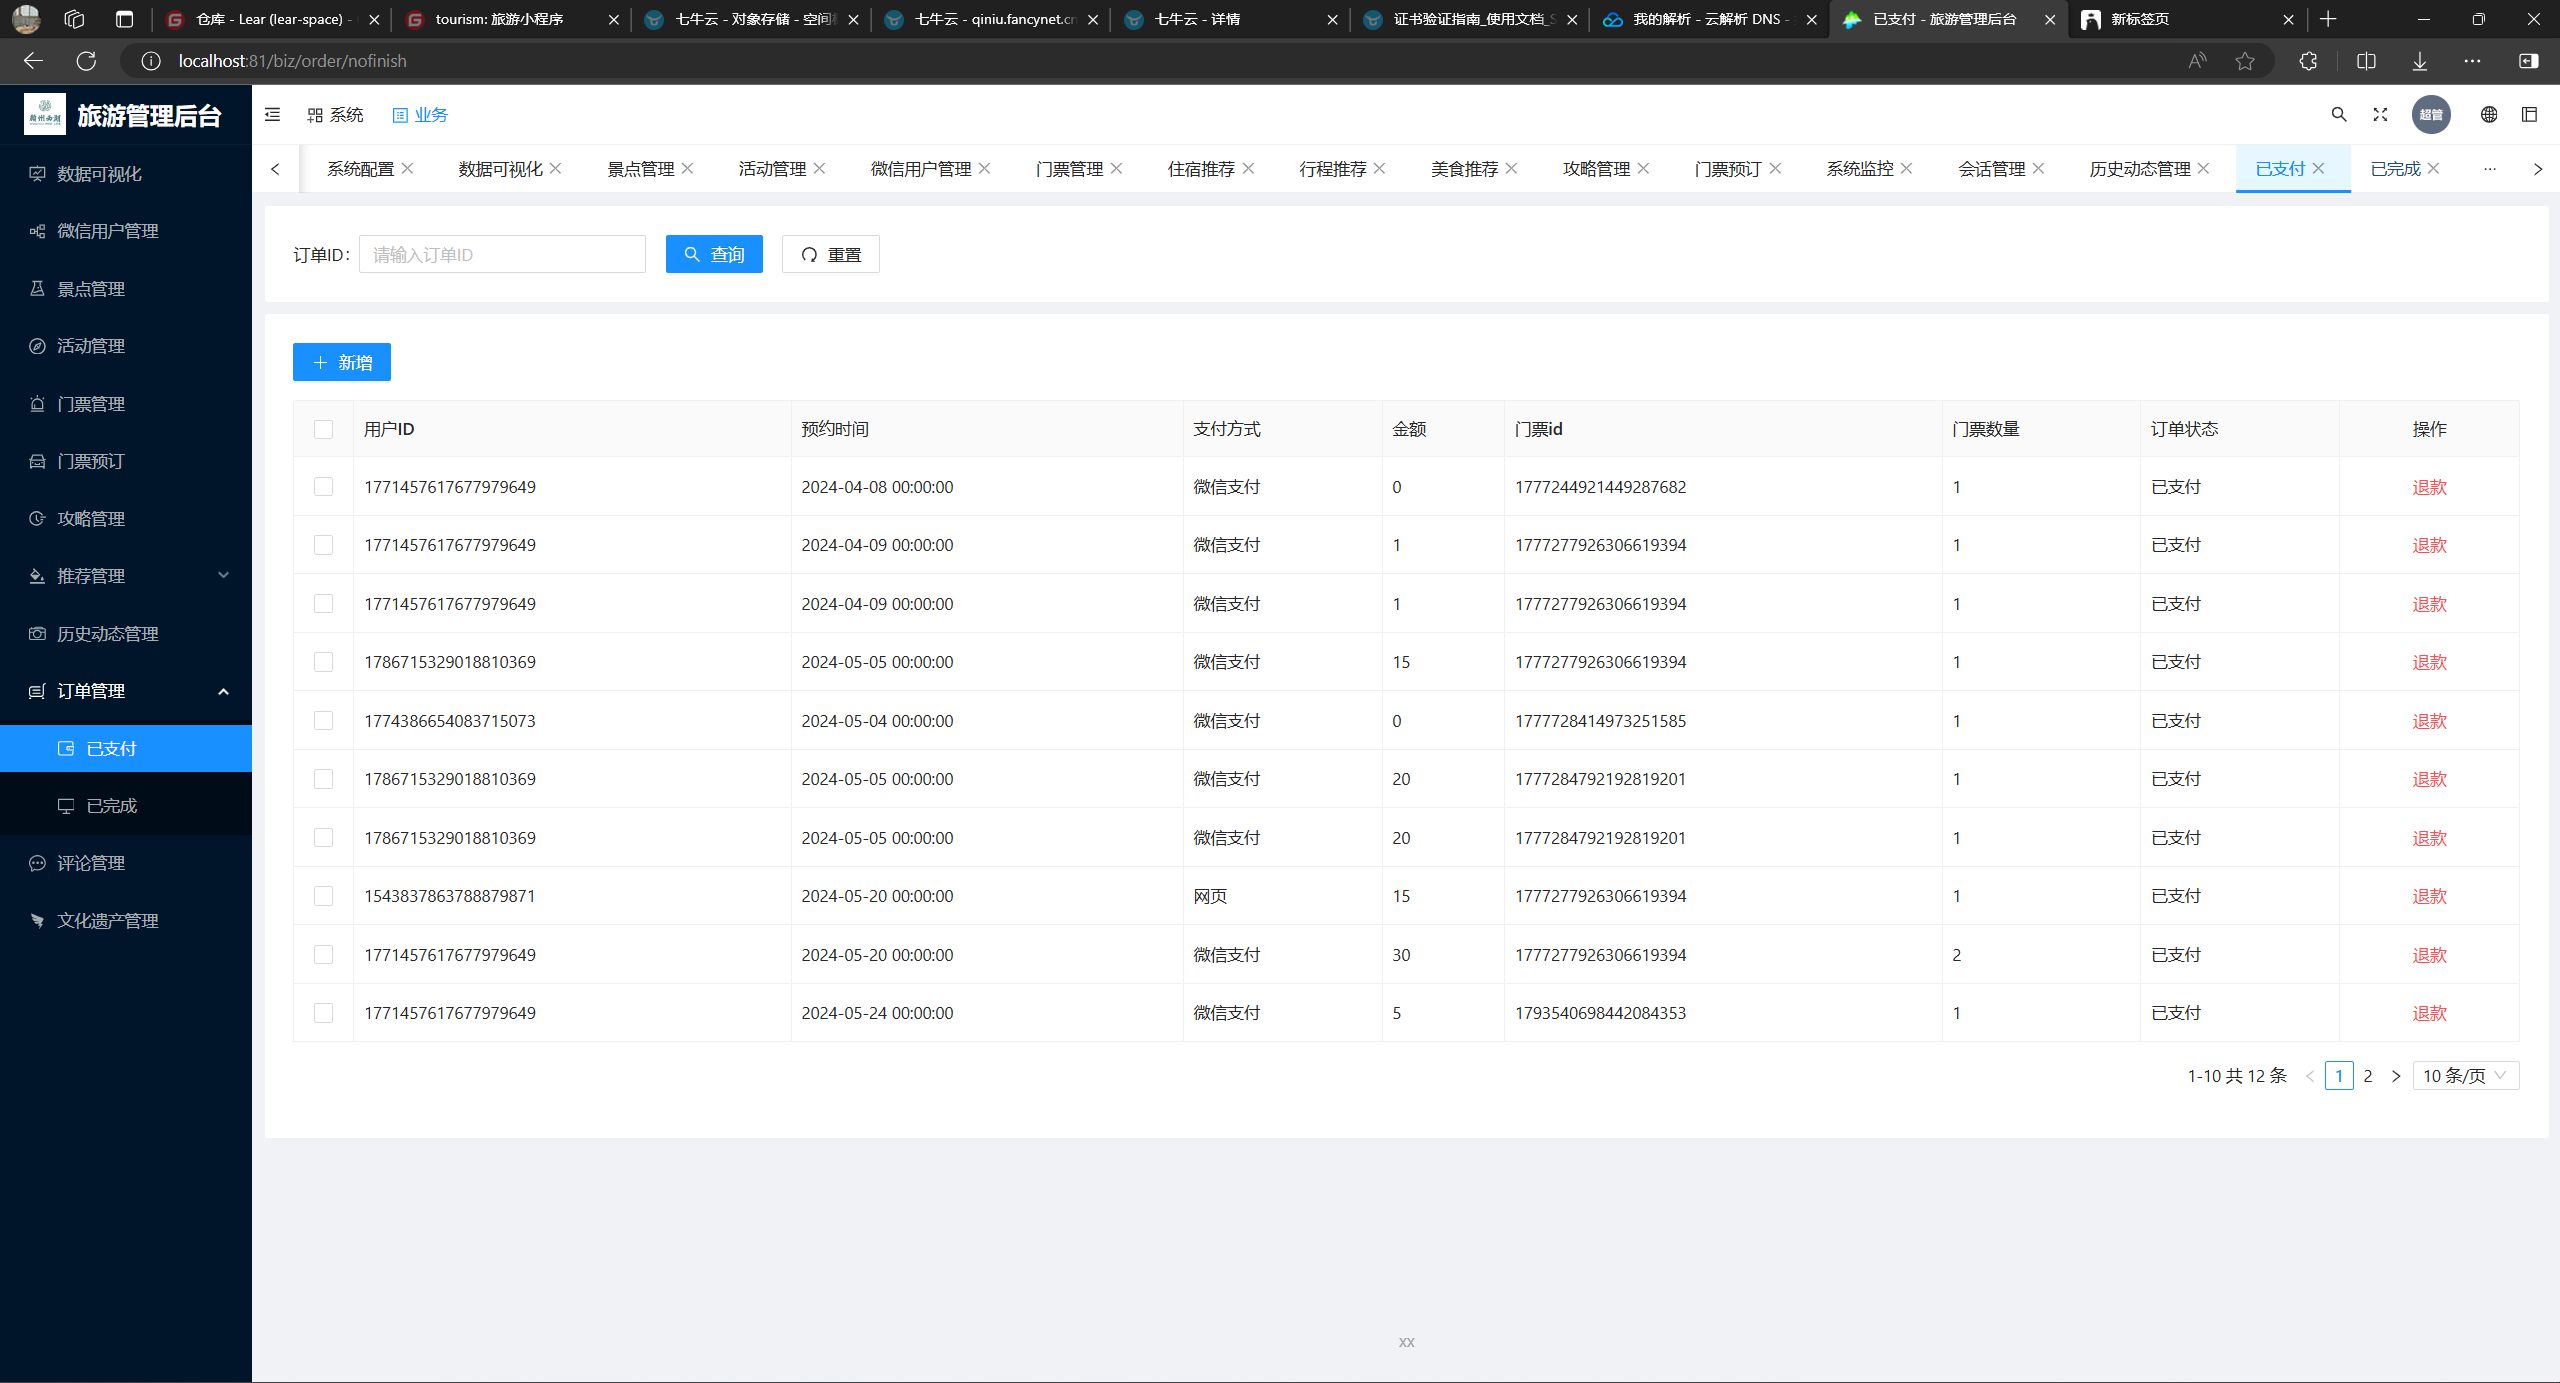 仓库 - Lear (lear-space) -
tourism: 旅游小程序
七牛云 - 对象存储 - 空间
七牛云 - qiniu.fancynet.cn
七牛云 - 详情
证书验证指南_使用文档_S
我的解析 - 云解析 DNS -
已支付 - 旅游管理后台
新标签页
localhost:81/biz/order/nofinish
旅游管理后台
系统
业务
超管
系统配置
数据可视化
景点管理
活动管理
微信用户管理
门票管理
住宿推荐
行程推荐
美食推荐
攻略管理
门票预订
系统监控
会话管理
历史动态管理
已支付
已完成
···
数据可视化
微信用户管理
景点管理
活动管理
门票管理
门票预订
攻略管理
推荐管理
历史动态管理
订单管理
已支付
已完成
评论管理
文化遗产管理
订单ID: 请输入订单ID 查询 重置
新增
用户ID 预约时间 支付方式 金额 门票id 门票数量 订单状态 操作
1771457617677979649 2024-04-08 00:00:00 微信支付 0 1777244921449287682 1 已支付 退款
1771457617677979649 2024-04-09 00:00:00 微信支付 1 1777277926306619394 1 已支付 退款
1771457617677979649 2024-04-09 00:00:00 微信支付 1 1777277926306619394 1 已支付 退款
1786715329018810369 2024-05-05 00:00:00 微信支付 15 1777277926306619394 1 已支付 退款
1774386654083715073 2024-05-04 00:00:00 微信支付 0 1777728414973251585 1 已支付 退款
1786715329018810369 2024-05-05 00:00:00 微信支付 20 1777284792192819201 1 已支付 退款
1786715329018810369 2024-05-05 00:00:00 微信支付 20 1777284792192819201 1 已支付 退款
1543837863788879871 2024-05-20 00:00:00 网页 15 1777277926306619394 1 已支付 退款
1771457617677979649 2024-05-20 00:00:00 微信支付 30 1777277926306619394 2 已支付 退款
1771457617677979649 2024-05-24 00:00:00 微信支付 5 1793540698442084353 1 已支付 退款
1-10 共 12 条 1 2 10 条/页
xx